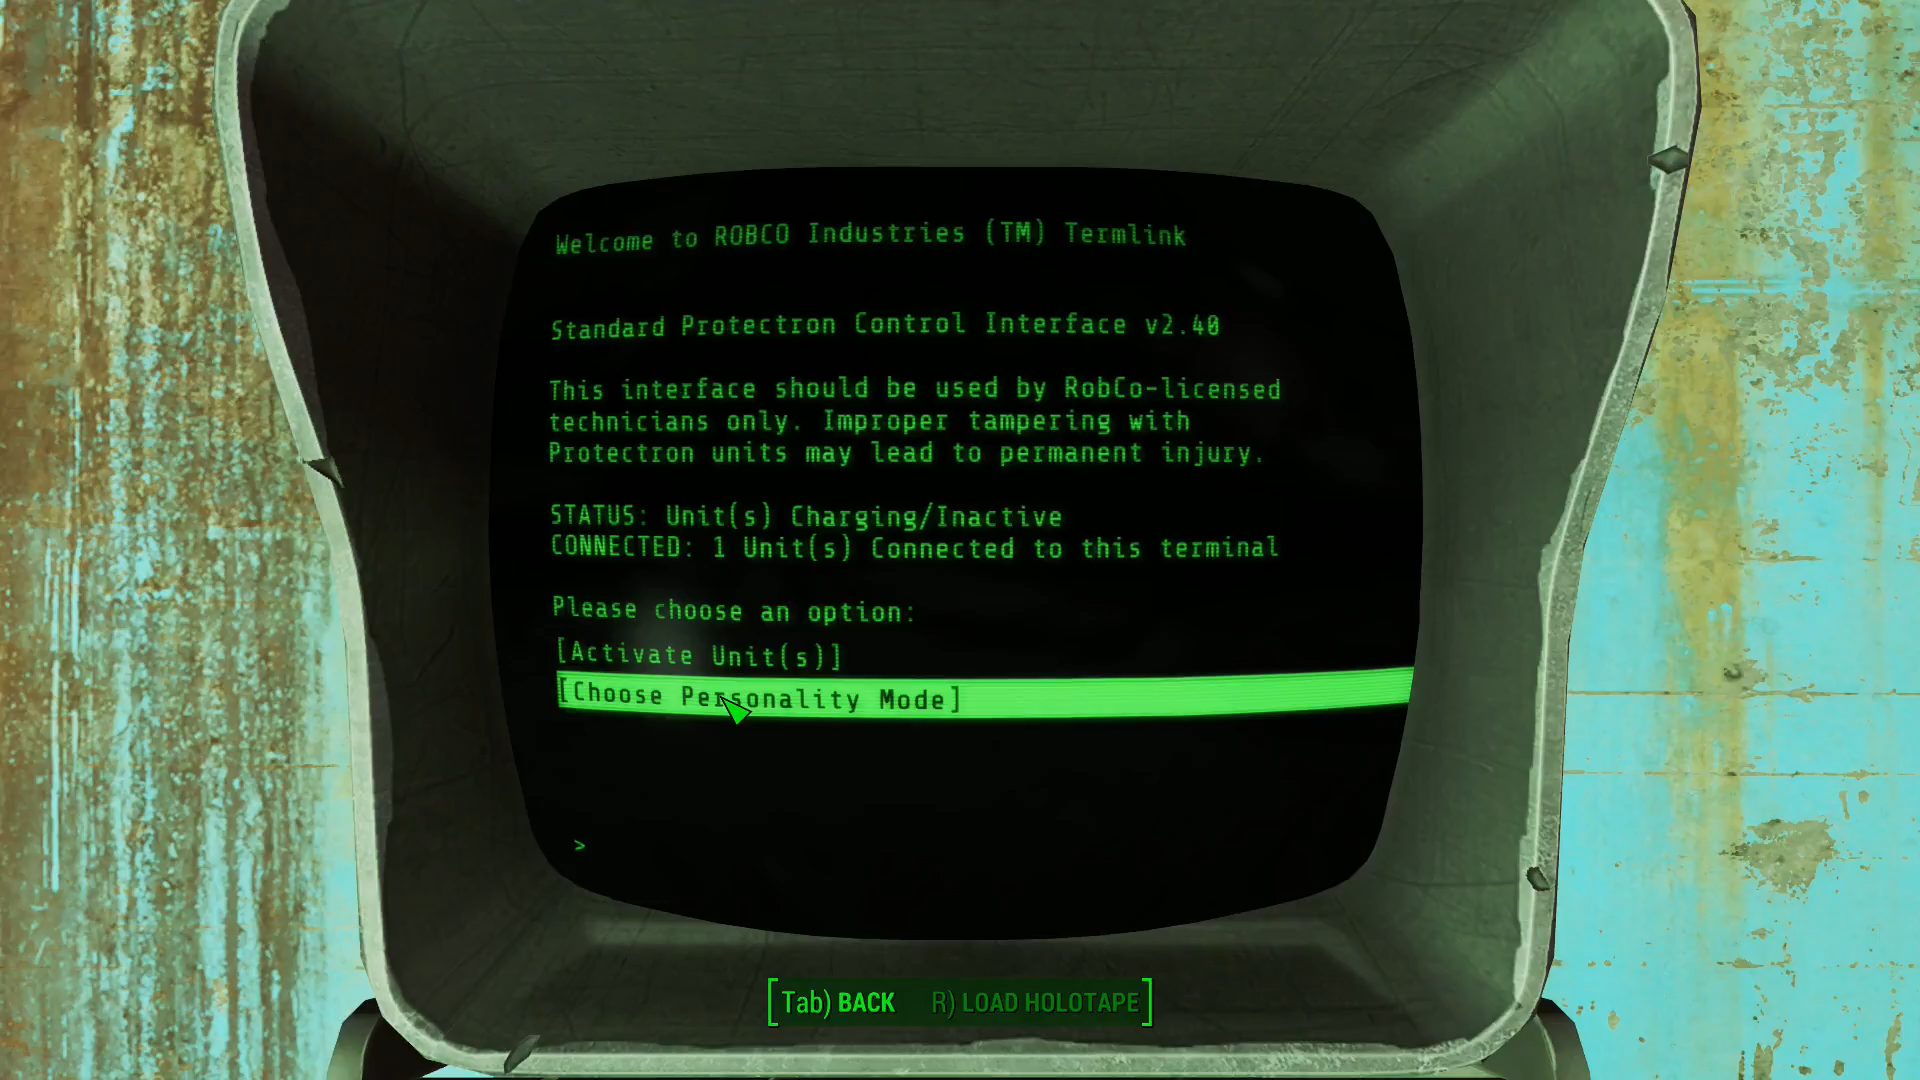 Welcome to ROBCO Industries (TM) Termlink
Standard Protectron Control Interface v2.40
This interface should be used by RobCo-licensed
technicians only. Improper tampering with
Protectron units may lead to permanent injury.
STATUS: Unit(s) Charging/Inactive
CONNECTED: 1 Unit(s) Connected to this terminal
Please choose an option:
[Activate Unit(s)]
[Choose Personality Mode]
>
[Tab) BACK R) LOAD HOLOTAPE]